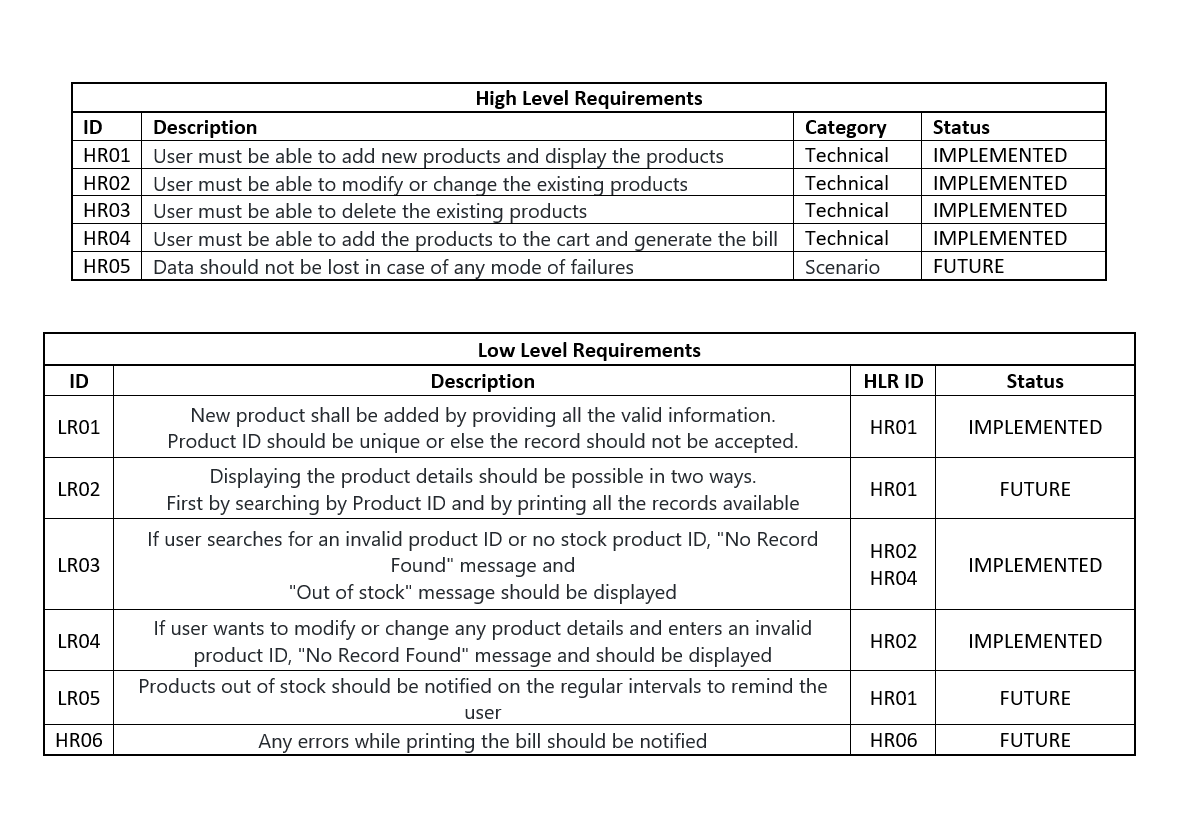 High Level Requirements
ID Description Category Status
HR01 User must be able to add new products and display the products Technical IMPLEMENTED
HR02 User must be able to modify or change the existing products Technical IMPLEMENTED
HR03 User must be able to delete the existing products Technical IMPLEMENTED
HR04 User must be able to add the products to the cart and generate the bill Technical IMPLEMENTED
HR05 Data should not be lost in case of any mode of failures Scenario FUTURE
Low Level Requirements
ID Description HLR ID Status
LR01 New product shall be added by providing all the valid information.
Product ID should be unique or else the record should not be accepted. HR01 IMPLEMENTED
LR02 Displaying the product details should be possible in two ways.
First by searching by Product ID and by printing all the records available HR01 FUTURE
LR03 If user searches for an invalid product ID or no stock product ID, "No Record
Found" message and
"Out of stock" message should be displayed HR02
HR04 IMPLEMENTED
LR04 If user wants to modify or change any product details and enters an invalid
product ID, "No Record Found" message and should be displayed HR02 IMPLEMENTED
LR05 Products out of stock should be notified on the regular intervals to remind the
user HR01 FUTURE
HR06 Any errors while printing the bill should be notified HR06 FUTURE